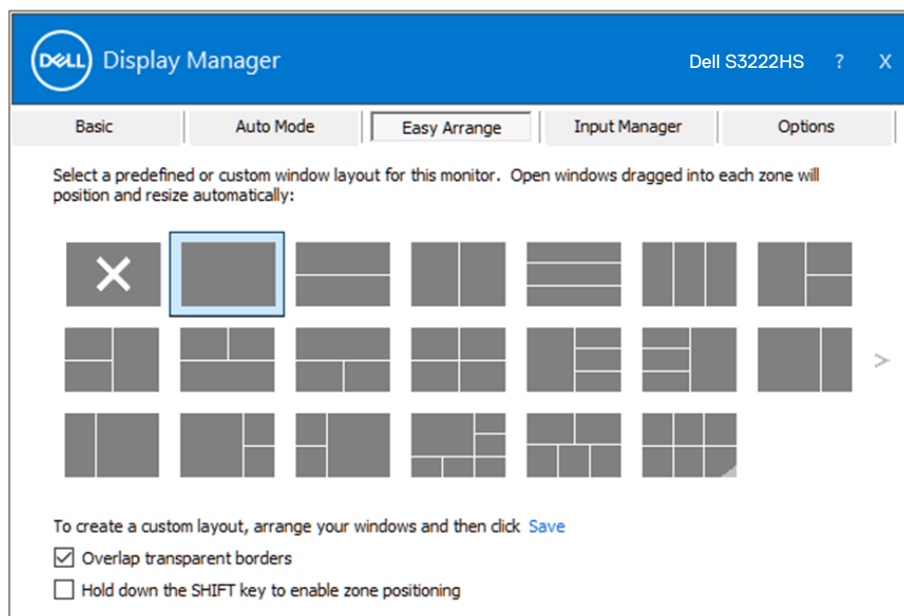 DELL Display Manager Dell S3222HS ? X
Basic Auto Mode Easy Arrange Input Manager Options
Select a predefined or custom window layout for this monitor. Open windows dragged into each zone will
position and resize automatically:
>
To create a custom layout, arrange your windows and then click Save
Overlap transparent borders
Hold down the SHIFT key to enable zone positioning